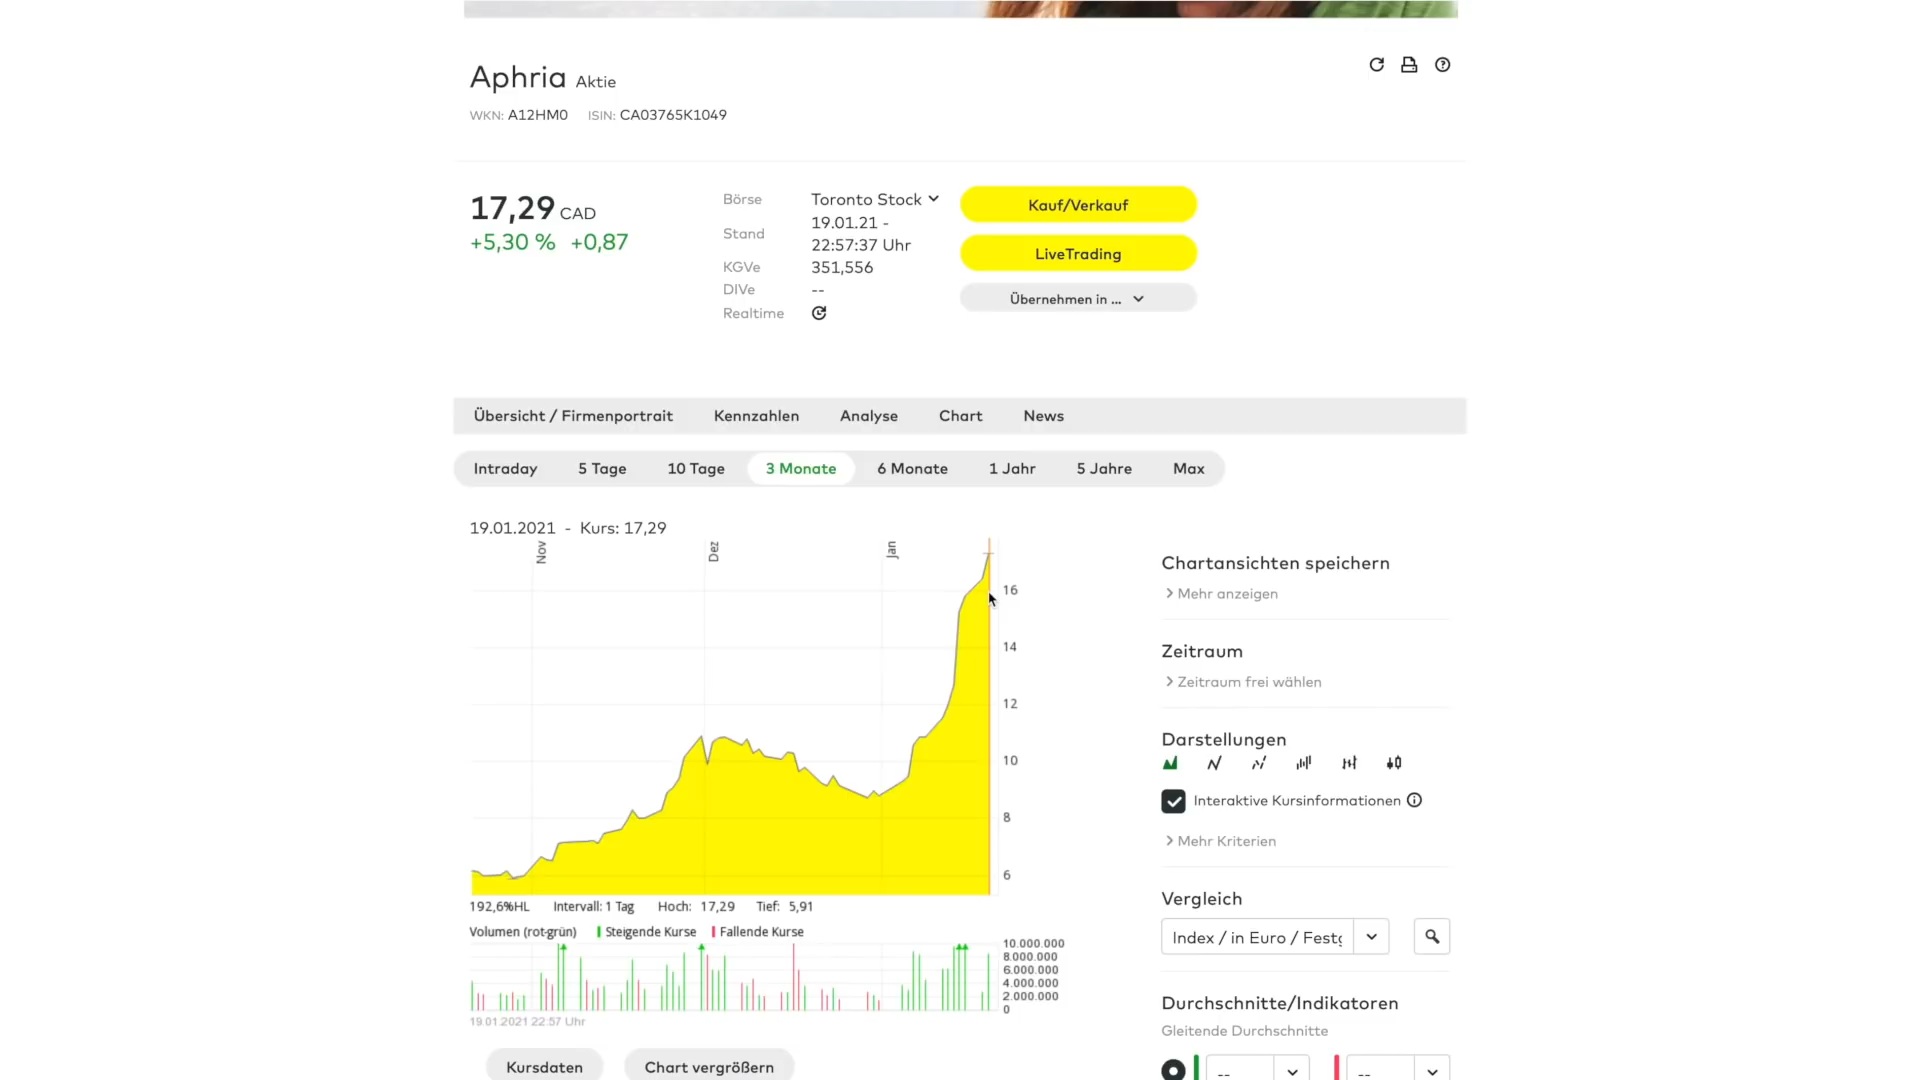 Aphria Aktie
WKN: A12HM0 ISIN: CA03765K1049
17,29 CAD
+5,30 % +0,87
Börse Toronto Stock
Stand 19.01.21 -
22:57:37 Uhr
KGVe 351,556
DIVe --
Realtime
Kauf/Verkauf
LiveTrading
Übernehmen in ...
Übersicht / Firmenportrait Kennzahlen Analyse Chart News
Intraday 5 Tage 10 Tage 3 Monate 6 Monate 1 Jahr 5 Jahre Max
19.01.2021 - Kurs: 17,29
Nov Dez Jan
16
14
12
10
8
6
192,6%HL Intervall: 1 Tag Hoch: 17,29 Tief: 5,91
Volumen (rot-grün) Steigende Kurse Fallende Kurse
10.000.000
8.000.000
6.000.000
4.000.000
2.000.000
0
19.01.2021 22:57 Uhr
Kursdaten Chart vergrößern
Chartansichten speichern
Mehr anzeigen
Zeitraum
Zeitraum frei wählen
Darstellungen
Interaktive Kursinformationen
Mehr Kriterien
Vergleich
Index / in Euro / Festg
Durchschnitte/Indikatoren
Gleitende Durchschnitte
-- --